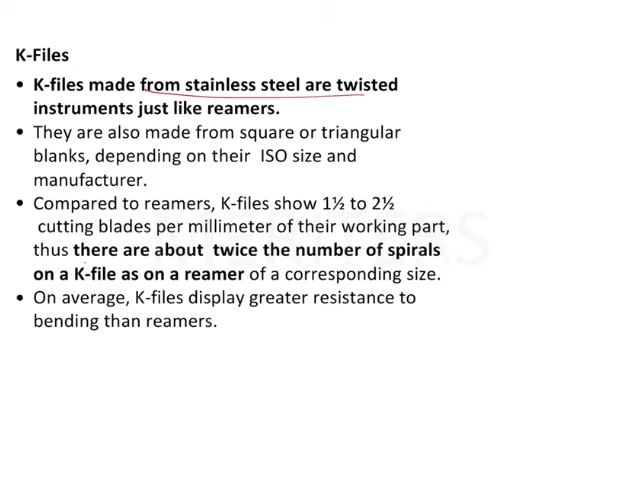 K-Files
• K-files made from stainless steel are twisted
instruments just like reamers.
• They are also made from square or triangular
blanks, depending on their ISO size and
manufacturer.
• Compared to reamers, K-files show 1½ to 2½
cutting blades per millimeter of their working part,
thus there are about twice the number of spirals
on a K-file as on a reamer of a corresponding size.
• On average, K-files display greater resistance to
bending than reamers.